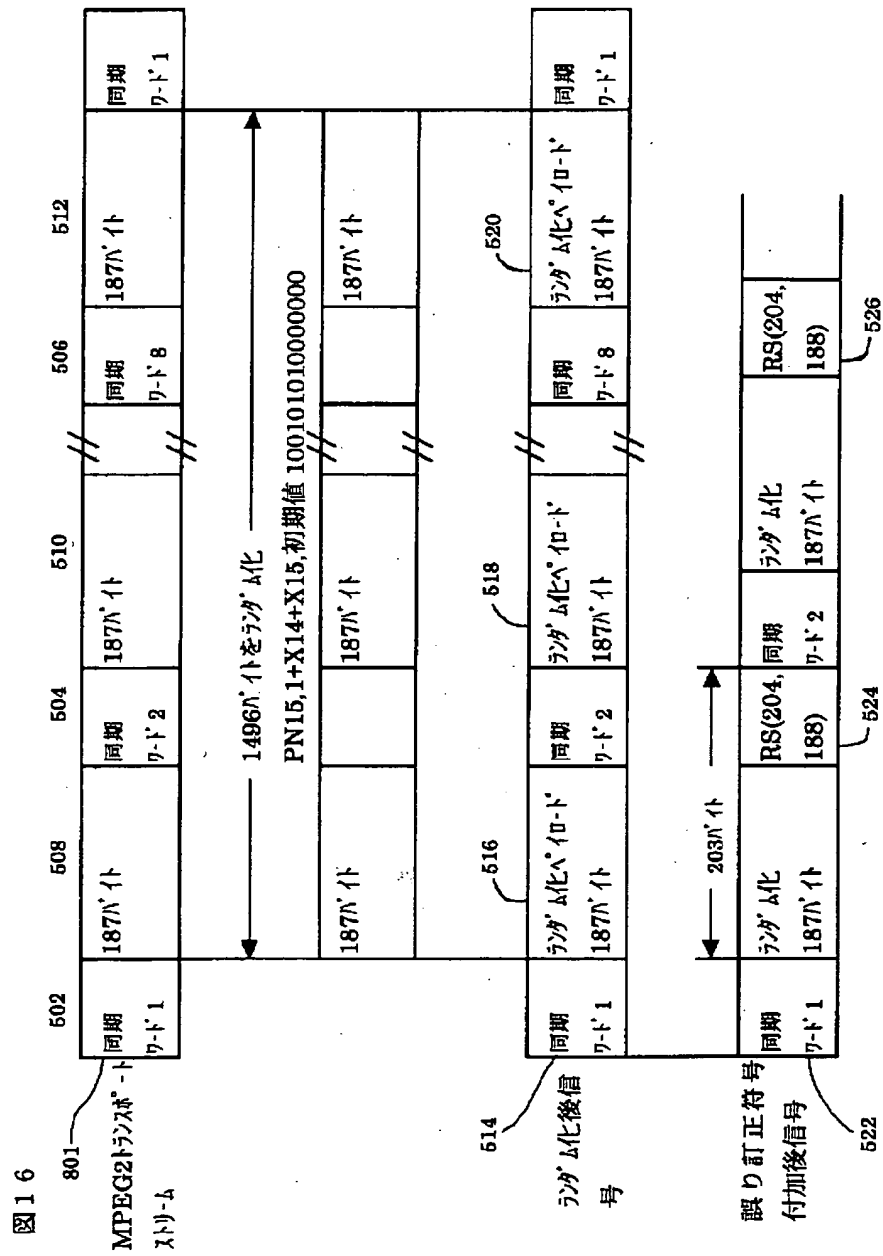 図16
801
MPEG2トランスポート
ストリーム
502
508
504
510
506
512
同期
ワード1
187バイト
同期
ワード2
187バイト
同期
ワード8
187バイト
同期
ワード1
1496バイトをランダム化
PN15,1+X14+X15,初期値 100101010000000
187バイト
187バイト
187バイト
514
516
518
520
ランダム化後信
号
同期
ワード1
ランダム化ペイロード
187バイト
同期
ワード2
ランダム化ペイロード
187バイト
同期
ワード8
ランダム化ペイロード
187バイト
同期
ワード1
203バイト
誤り訂正符号
付加後信号
同期
ワード1
ランダム化
187バイト
RS(204,
188)
同期
ワード2
ランダム化
187バイト
RS(204,
188)
522
524
526